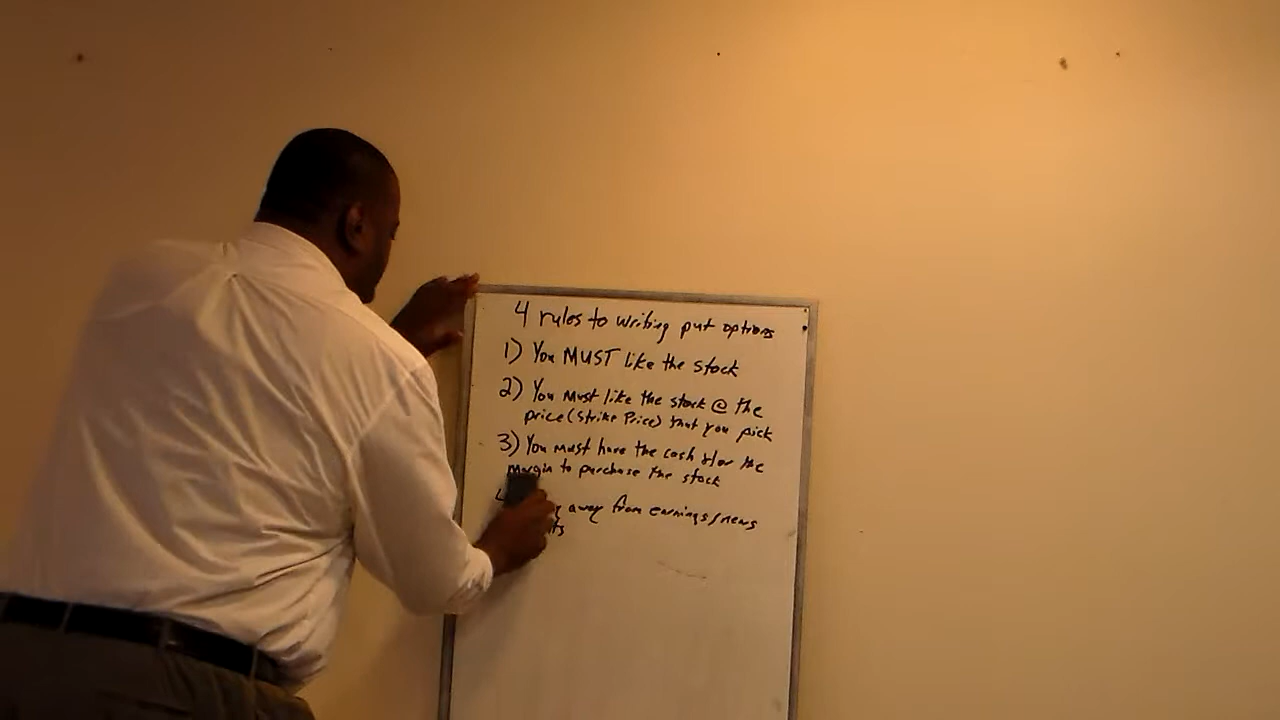 4 rules to writing put options
1) You MUST like the stock
2) You Must like the stock @ the
price (Strike Price) that you pick
3) You must have the cash &/or the
margin to purchase the stock
away from earnings/news